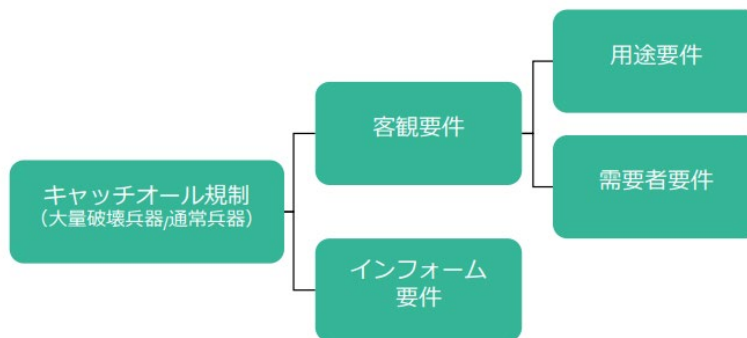 キャッチオール規制
（大量破壊兵器/通常兵器）
客観要件
用途要件
需要者要件
インフォーム
要件